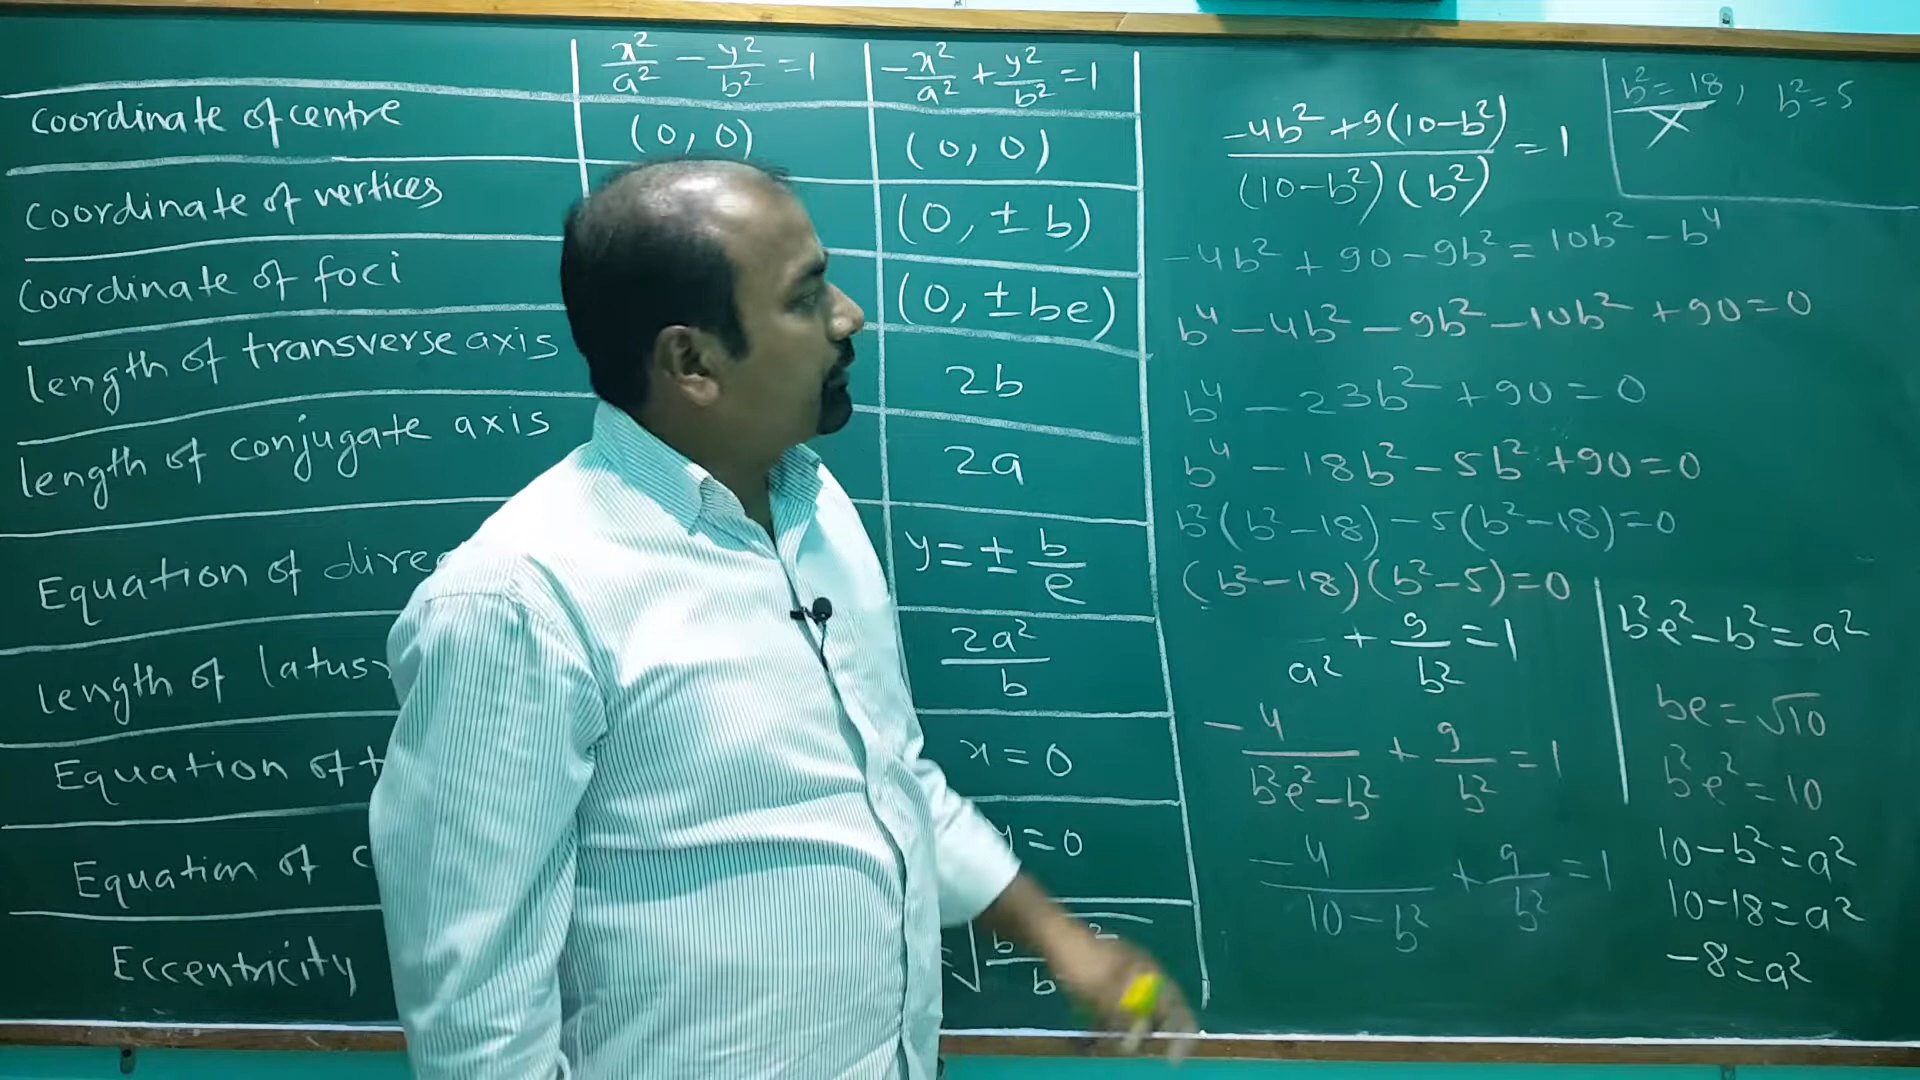 x²/a² - y²/b² = 1
-x²/a² + y²/b² = 1
Coordinate of centre
(0, 0)
(0, 0)
Coordinate of vertices
(0, ± b)
Coordinate of foci
(0, ± be)
length of transverse axis
2b
length of conjugate axis
2a
Equation of
y = ± b/e
length of latus
2a²/b
Equation of
x = 0
Equation of
y = 0
Eccentricity
b² = 18, b² = 5
X
(-4b² + 9(10-b²))/((10-b²)(b²)) = 1
-4b² + 90 - 9b² = 10b² - b⁴
b⁴ - 4b² - 9b² - 10b² + 90 = 0
b⁴ - 23b² + 90 = 0
b⁴ - 18b² - 5b² + 90 = 0
b²(b² - 18) - 5(b² - 18) = 0
(b² - 18)(b² - 5) = 0
a² + 9/b² = 1
-4/(b²e² - b²) + 9/b² = 1
-4/(10 - b²) + 9/b² = 1
b²e² - b² = a²
be = √10
b²e² = 10
10 - b² = a²
10 - 18 = a²
-8 = a²